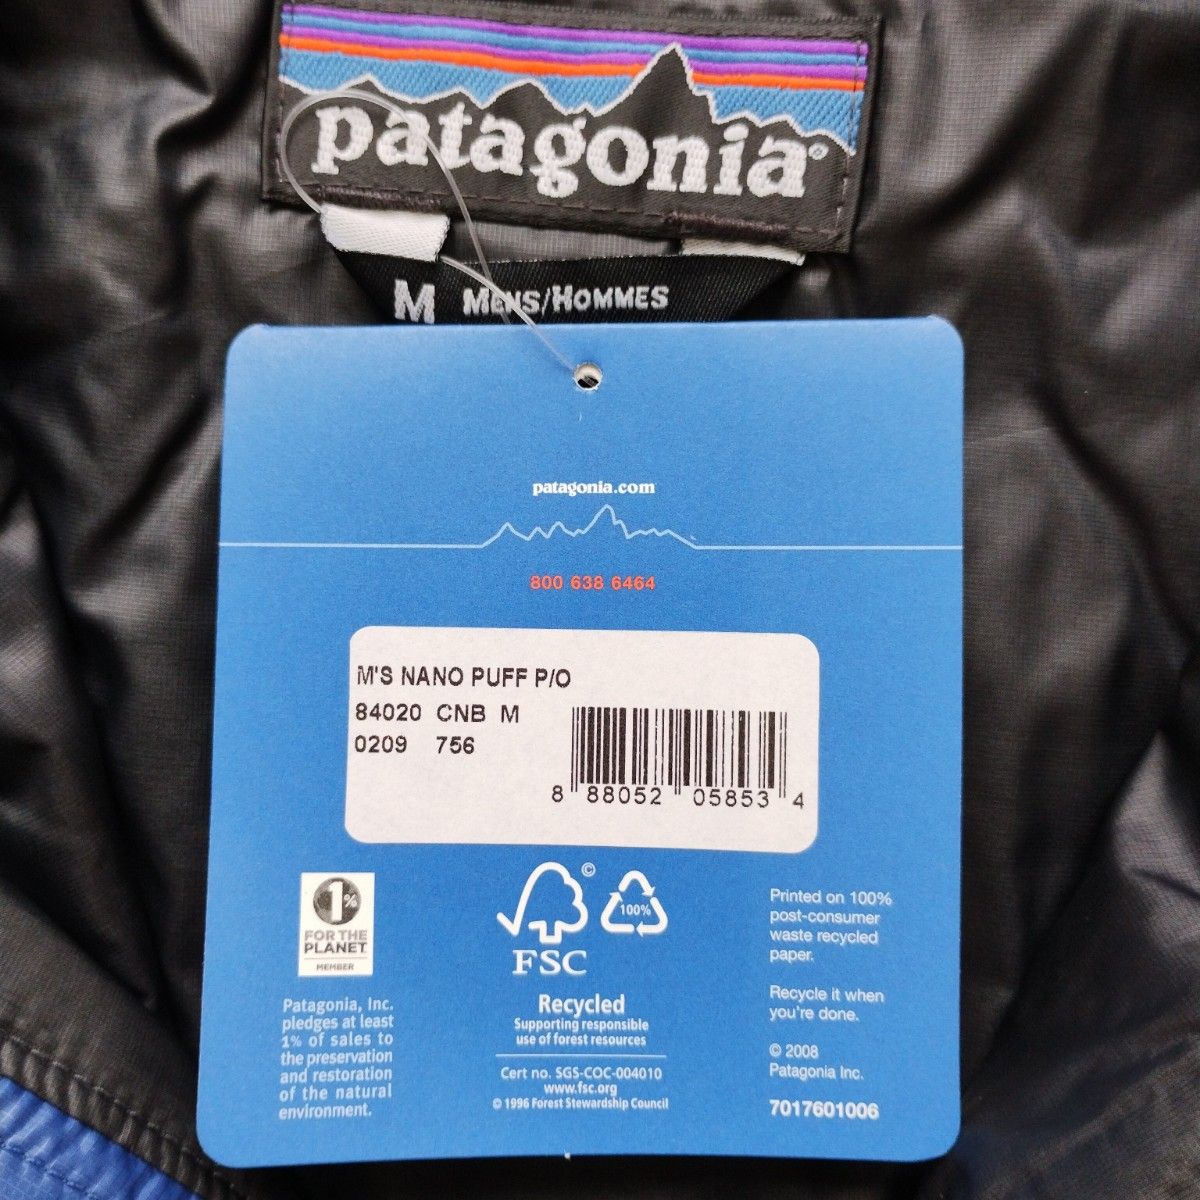 patagonia®
M MENS/HOMMES
patagonia.com
800 638 6464
M'S NANO PUFF P/O
84020 CNB M
0209 756
8 88052 05853 4
1%
FOR THE
PLANET
MEMBER
Patagonia, Inc.
pledges at least
1% of sales to
the preservation
and restoration
of the natural
environment.
©
100%
FSC
Recycled
Supporting responsible
use of forest resources
Cert no. SGS-COC-004010
www.fsc.org
© 1996 Forest Stewardship Council
Printed on 100%
post-consumer
waste recycled
paper.
Recycle it when
you're done.
© 2008
Patagonia Inc.
7017601006